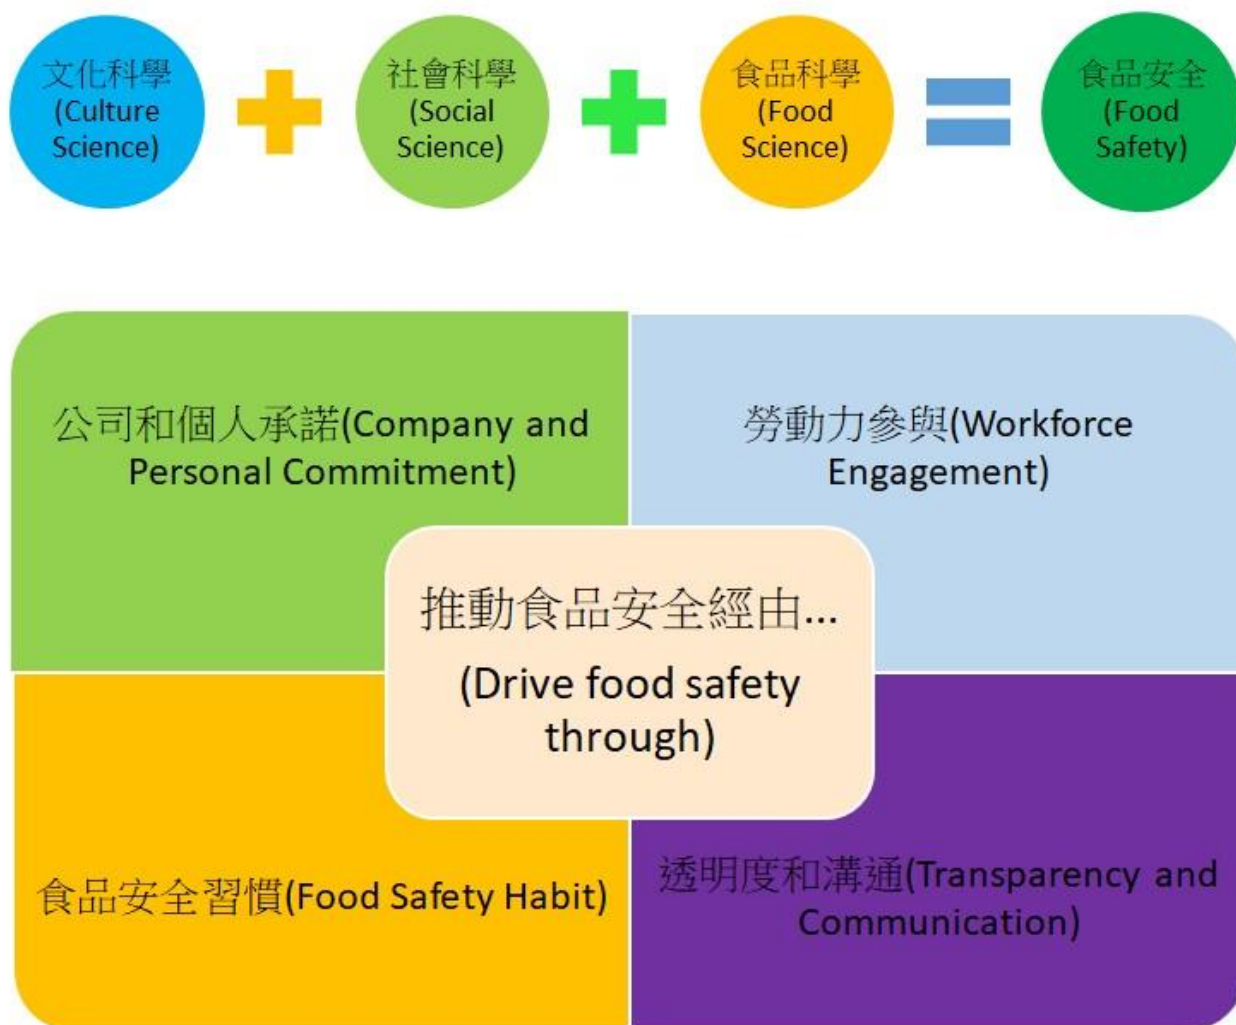 文化科學
(Culture
Science)
社會科學
(Social
Science)
食品科學
(Food
Science)
食品安全
(Food
Safety)
公司和個人承諾(Company and
Personal Commitment)
勞動力參與(Workforce
Engagement)
推動食品安全經由...
(Drive food safety
through)
食品安全習慣(Food Safety Habit)
透明度和溝通(Transparency and
Communication)